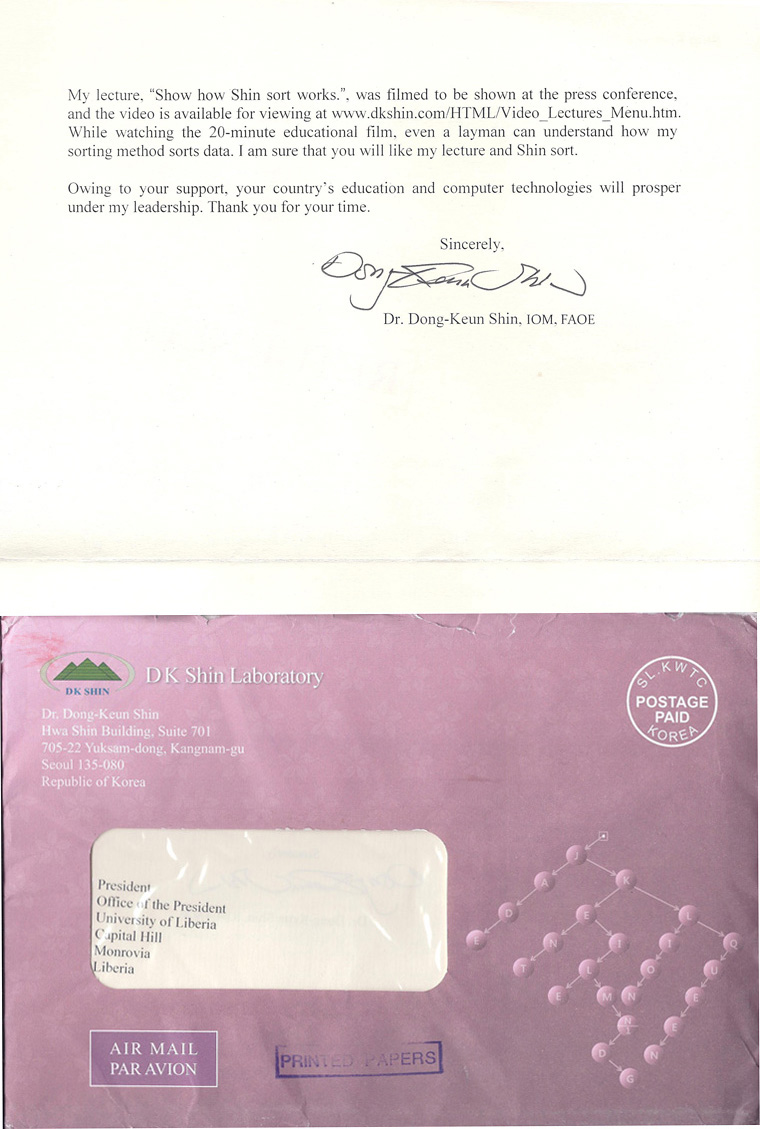 My lecture, “Show how Shin sort works.”, was filmed to be shown at the press conference,
and the video is available for viewing at www.dkshin.com/HTML/Video_Lectures_Menu.htm.
While watching the 20-minute educational film, even a layman can understand how my
sorting method sorts data. I am sure that you will like my lecture and Shin sort.
Owing to your support, your country’s education and computer technologies will prosper
under my leadership. Thank you for your time.
Sincerely,
Dong Keun Shin
Dr. Dong-Keun Shin, IOM, FAOE
DK SHIN
DK Shin Laboratory
Dr. Dong-Keun Shin
Hwa Shin Building, Suite 701
705-22 Yuksam-dong, Kangnam-gu
Seoul 135-080
Republic of Korea
SL.KWTC
POSTAGE
PAID
KOREA
President
Office of the President
University of Liberia
Capital Hill
Monrovia
Liberia
J
A K
D E L
E N I I Q
T L O U
E M N E
E
D N
G
AIR MAIL
PAR AVION
PRINTED PAPERS